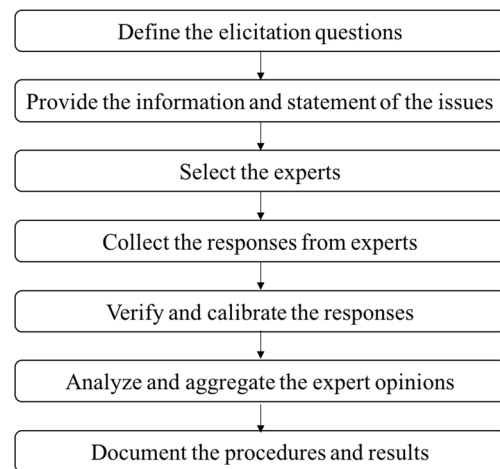 Define the elicitation questions
Provide the information and statement of the issues
Select the experts
Collect the responses from experts
Verify and calibrate the responses
Analyze and aggregate the expert opinions
Document the procedures and results